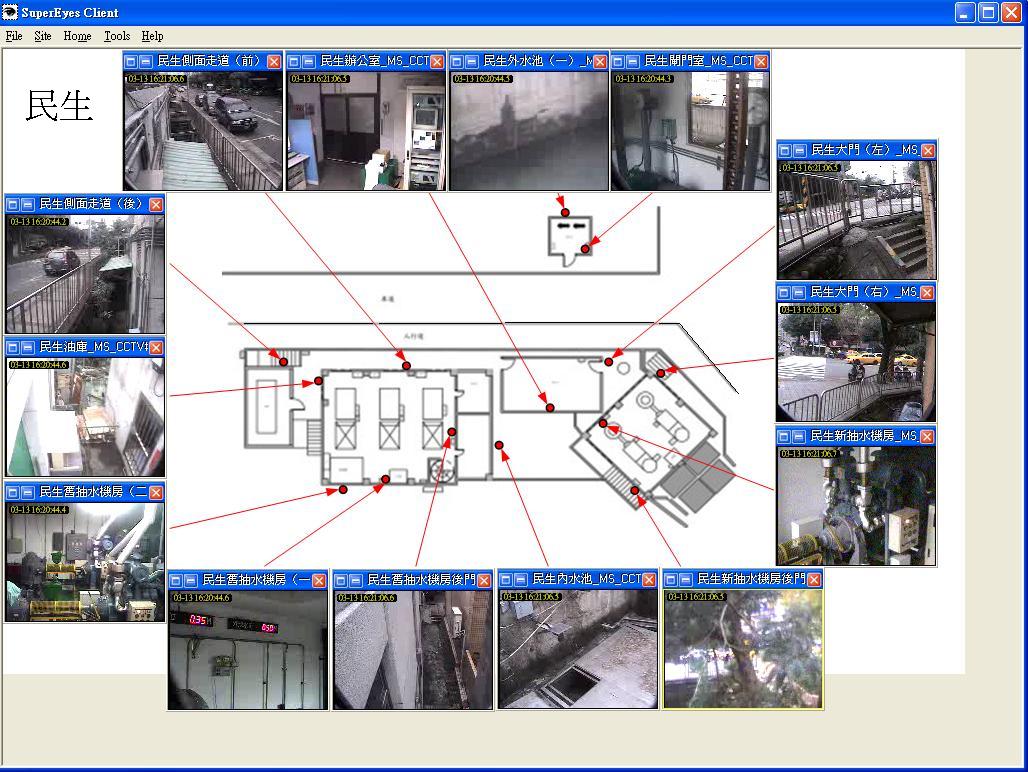 SuperEyes Client
File Site Home Tools Help
民生
民生側面走道（前）
03-13 16:21:06.6
民生辦公室_MS_CCT
03-13 16:21:06.5
民生外水池（一）_M
03-13 16:20:44.3
民生閘門室_MS_CCT
03-13 16:20:44.3
民生大門（左）_MS_
03-13 16:21:06.5
民生側面走道（後）
03-13 16:20:44.2
車道
人行道
民生大門（右）_MS_
03-13 16:21:06.5
民生油庫_MS_CCTV
03-13 16:20:44.6
民生新抽水機房_MS_
03-13 16:21:06.7
民生舊抽水機房（二
03-13 16:20:44.4
民生舊抽水機房（一
03-13 16:20:44.6
民生舊抽水機房後門
03-13 16:21:06.5
民生內水池_MS_CCT
03-13 16:21:06.5
民生新抽水機房後門
03-13 16:21:06.5